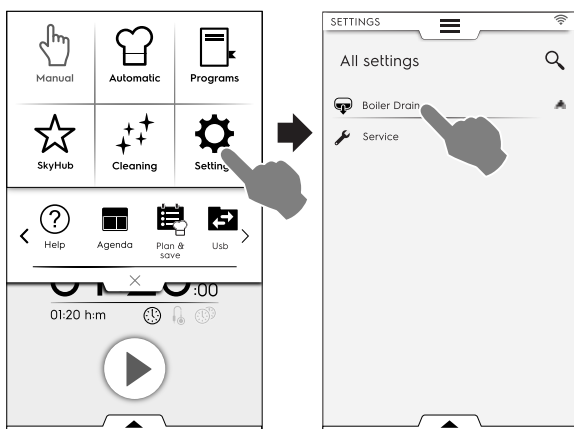 Manual Automatic Programs
SkyHub Cleaning Setting
Help Agenda Plan & save Usb
:00
01:20 h:m
SETTINGS
All settings
Boiler Drain
Service